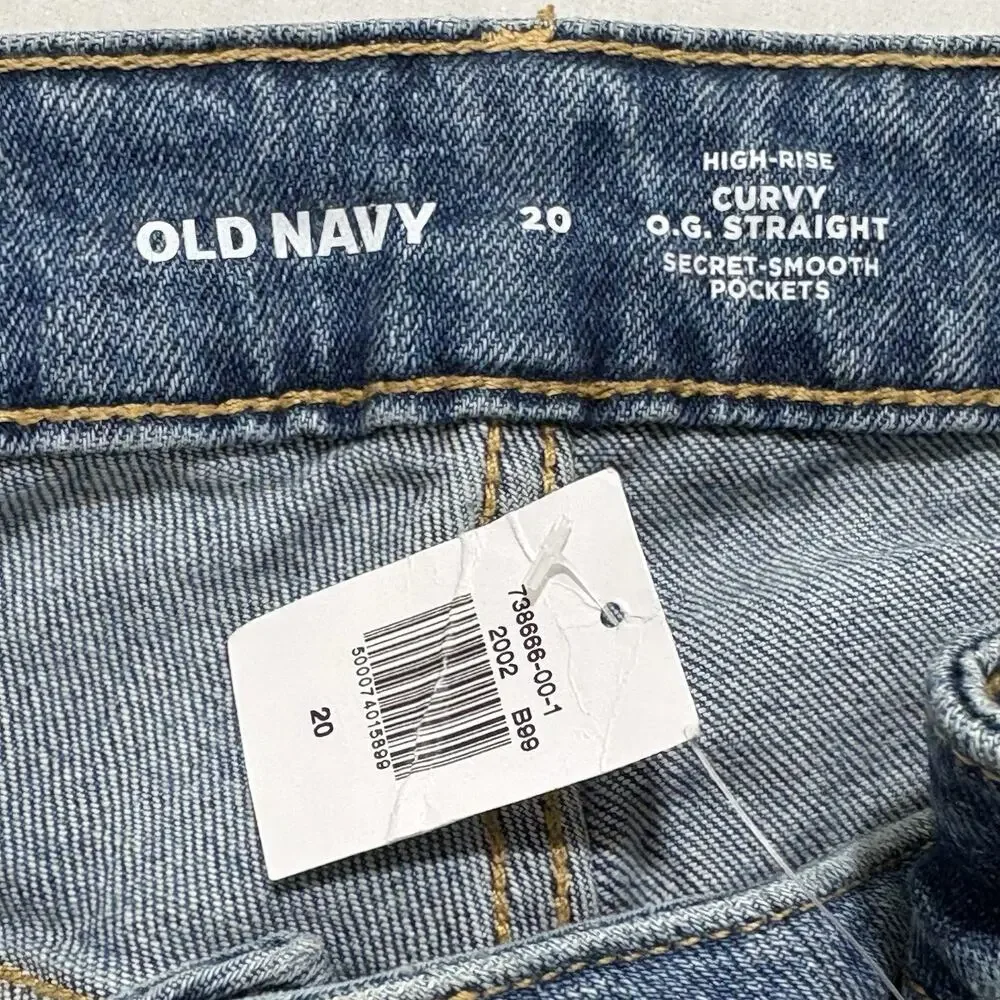 OLD NAVY
20
HIGH-RISE
CURVY
O.G. STRAIGHT
SECRET-SMOOTH
POCKETS
738666-00-1
2002 B99
500074015899
20